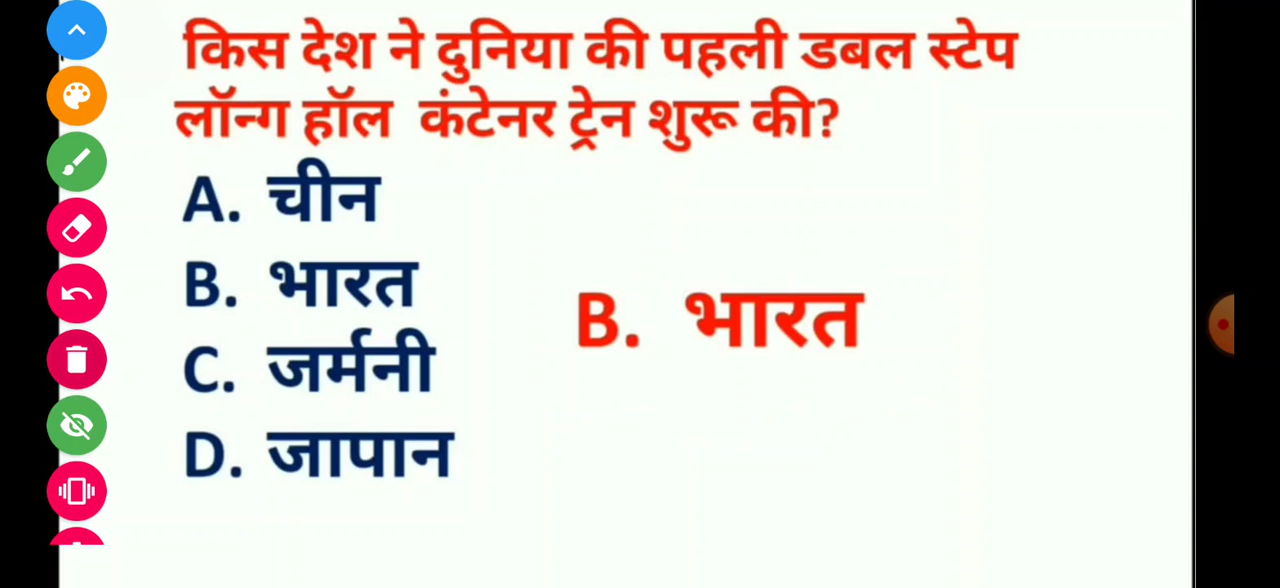 किस देश ने दुनिया की पहली डबल स्टेप
लॉन्ग हॉल कंटेनर ट्रेन शुरू की?
A. चीन
B. भारत
C. जर्मनी
D. जापान
B. भारत